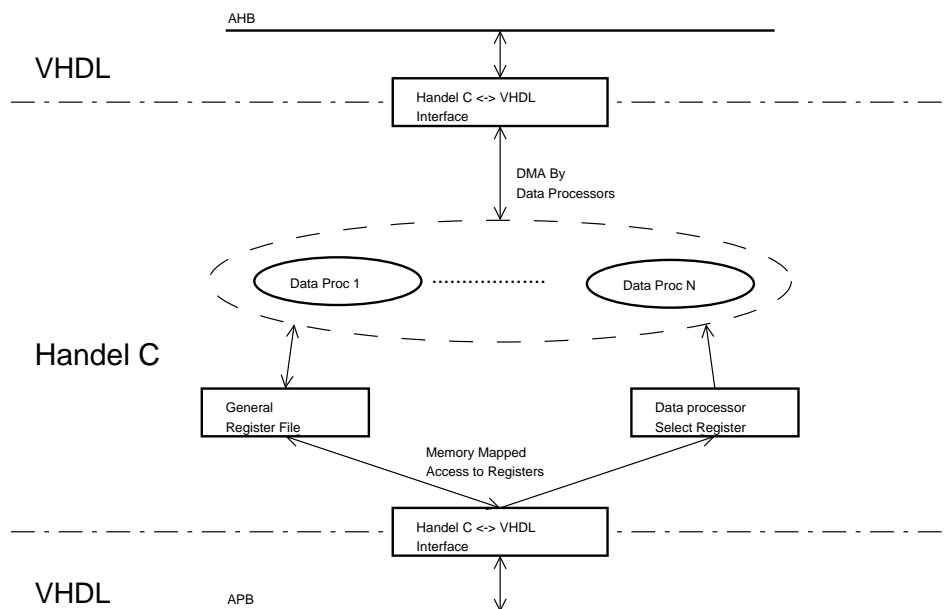 AHB
VHDL
Handel C <-> VHDL
Interface
DMA By
Data Processors
Data Proc 1
Data Proc N
Handel C
General
Register File
Data processor
Select Register
Memory Mapped
Access to Registers
Handel C <-> VHDL
Interface
VHDL
APB